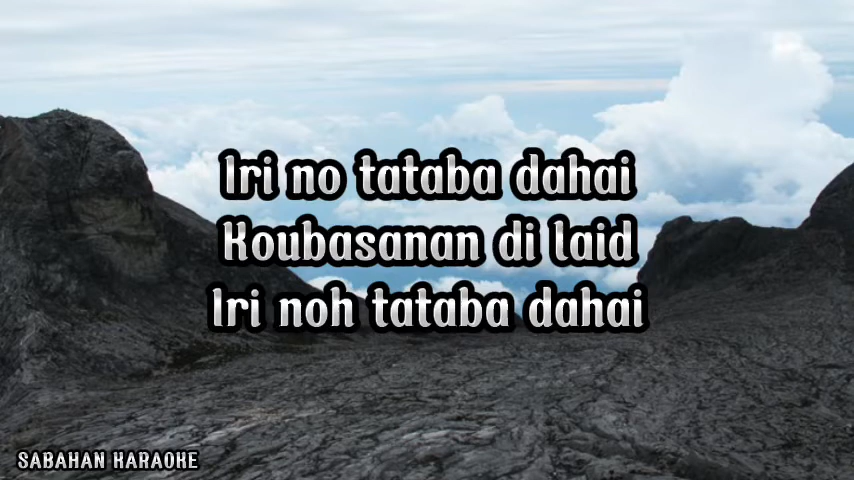 Iri no tataba dahai
Koubasanan di laid
Iri noh tataba dahai
SABAHAN KARAOKE